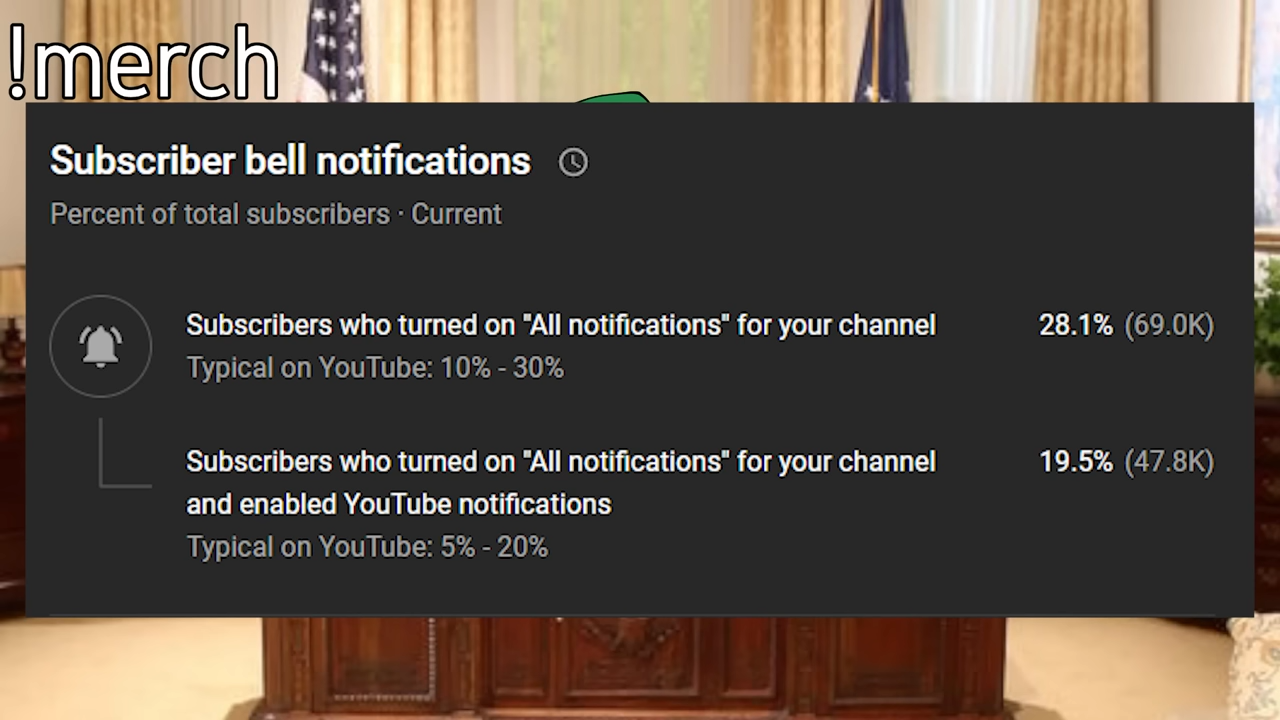 !merch
Subscriber bell notifications
Percent of total subscribers · Current
Subscribers who turned on "All notifications" for your channel 28.1% (69.0K)
Typical on YouTube: 10% - 30%
Subscribers who turned on "All notifications" for your channel 19.5% (47.8K)
and enabled YouTube notifications
Typical on YouTube: 5% - 20%